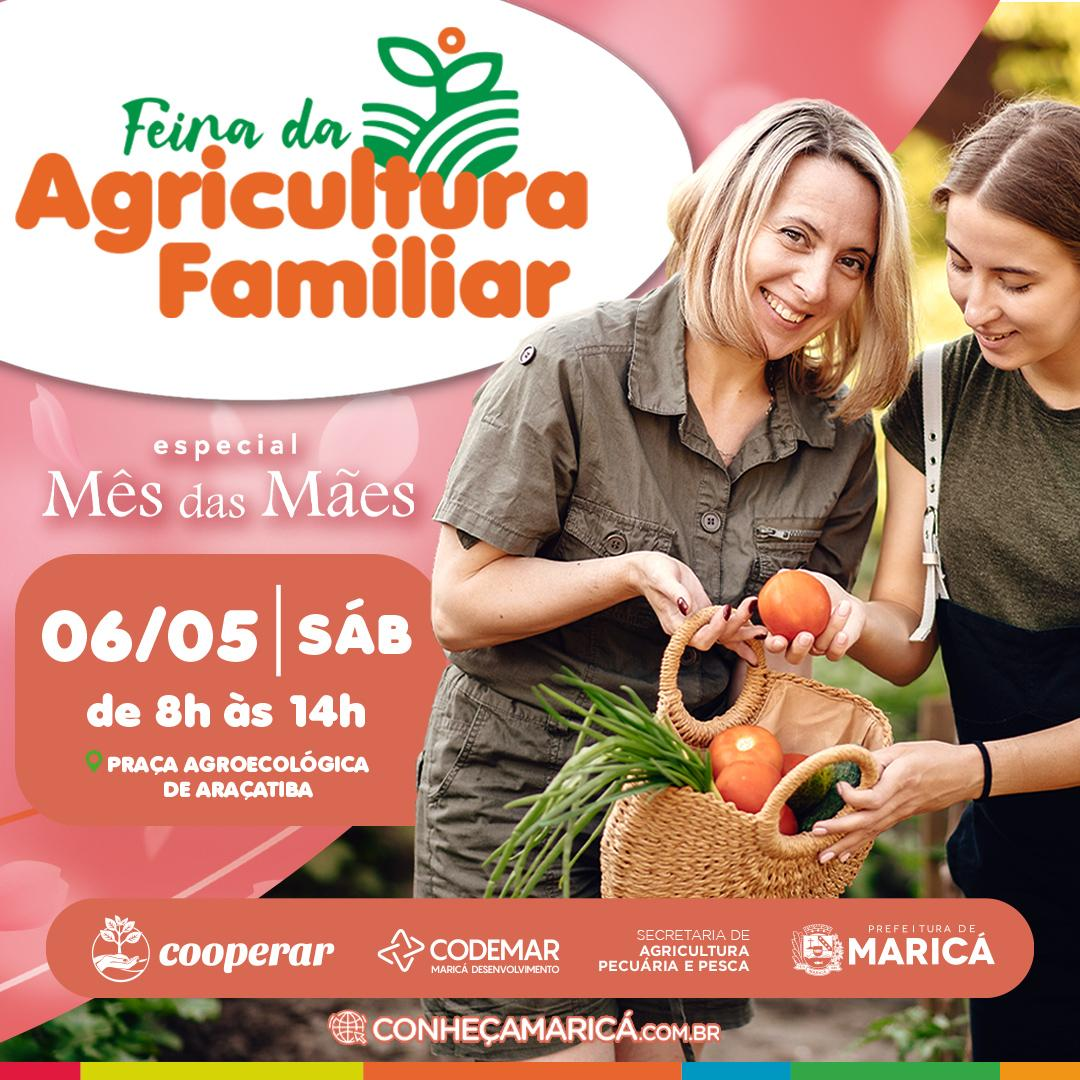 Feira da
Agricultura
Familiar
especial
Mês das Mães
06/05 | SÁB
de 8h às 14h
PRAÇA AGROECOLÓGICA
DE ARAÇATIBA
cooperar
CODEMAR
MARICÁ DESENVOLVIMENTO
SECRETARIA DE
AGRICULTURA
PECUÁRIA E PESCA
PREFEITURA DE
MARICÁ
CONHEÇAMARICÁ.COM.BR